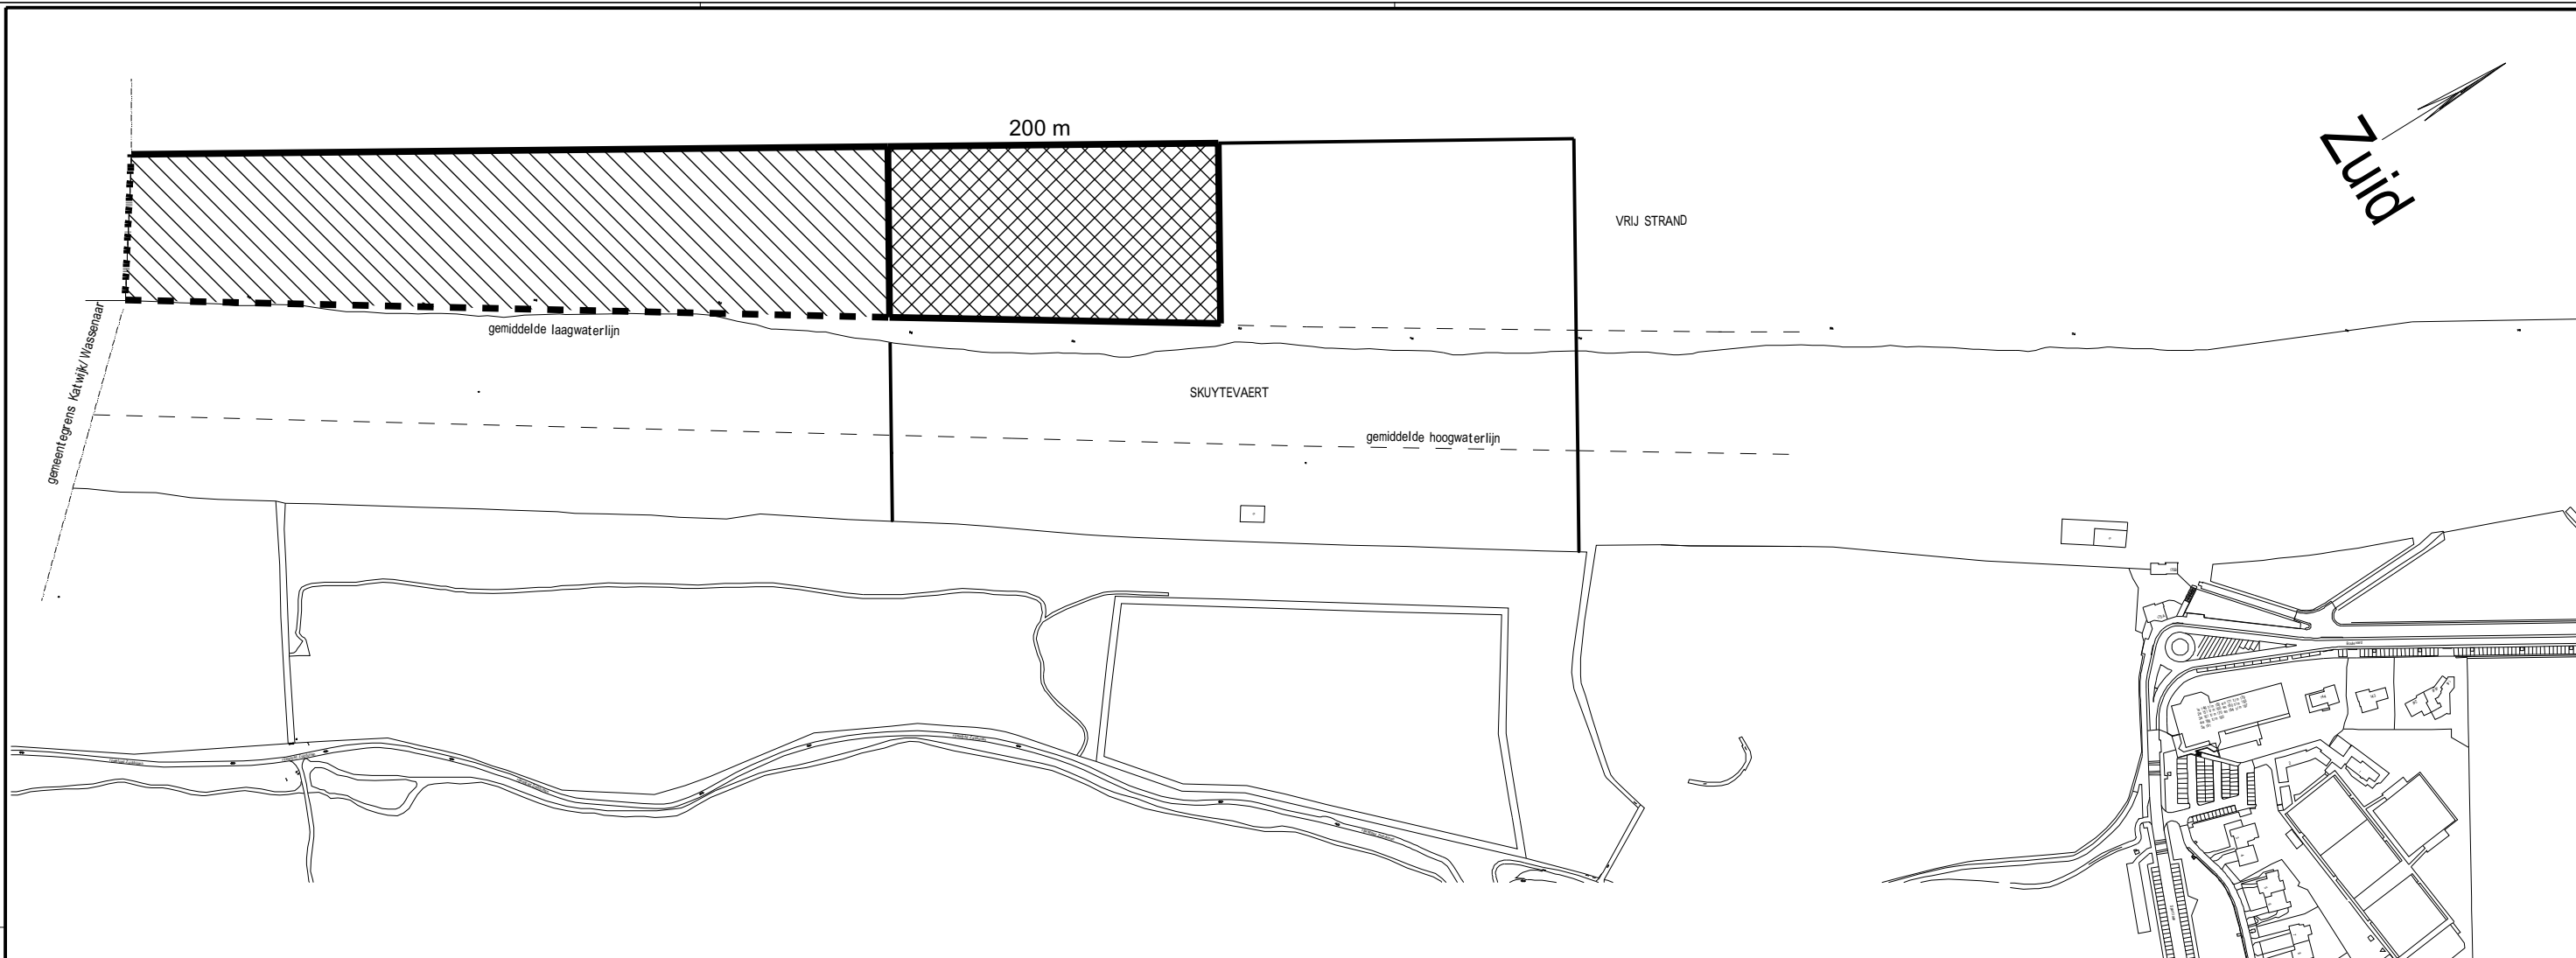 200 m
Zuid
VRIJ STRAND
gemiddelde laagwaterlijn
gemeentegrens Katwijk/Wassenaar
SKUYTEVAERT
gemiddelde hoogwaterlijn